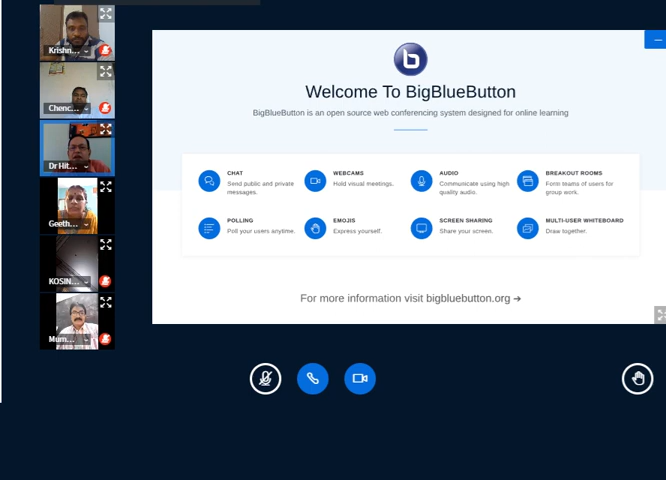 Krishn...
Chenc...
Dr Hit...
Geeth...
KOSIN...
Mum...
b
Welcome To BigBlueButton
BigBlueButton is an open source web conferencing system designed for online learning
CHAT
Send public and private
messages.
WEBCAMS
Hold visual meetings.
AUDIO
Communicate using high
quality audio.
BREAKOUT ROOMS
Form teams of users for
group work.
POLLING
Poll your users anytime.
EMOJIS
Express yourself.
SCREEN SHARING
Share your screen.
MULTI-USER WHITEBOARD
Draw together.
For more information visit bigbluebutton.org →